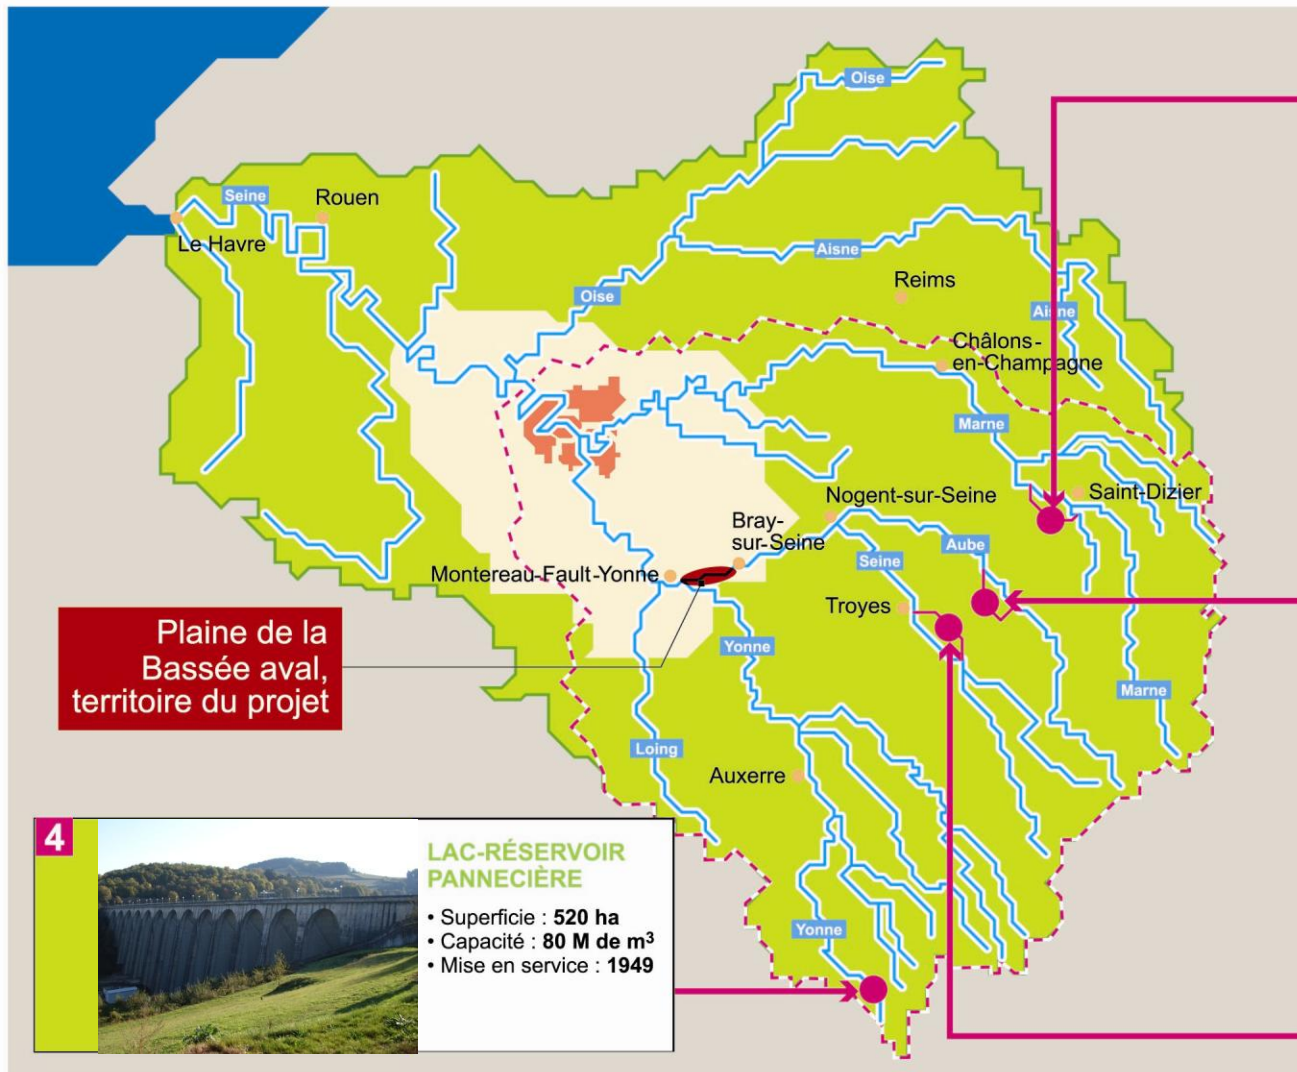 Oise
Seine
Rouen
Le Havre
Aisne
Reims
Oise
Aisne
Châlons-
en-Champagne
Marne
Saint-Dizier
Nogent-sur-Seine
Bray-
sur-Seine
Aube
Seine
Montereau-Fault-Yonne
Troyes
Plaine de la
Bassée aval,
territoire du projet
Yonne
Marne
Loing
Auxerre
4
LAC-RÉSERVOIR
PANNECIÈRE
• Superficie : 520 ha
• Capacité : 80 M de m³
• Mise en service : 1949
Yonne